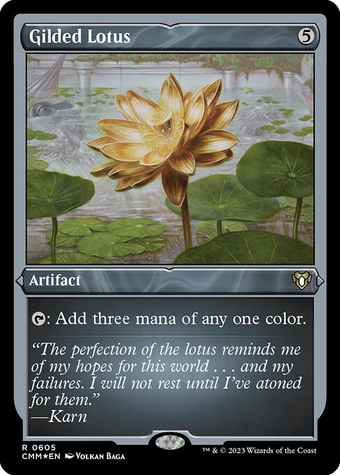 Gilded Lotus 5
Artifact
: Add three mana of any one color.
“The perfection of the lotus reminds me
of my hopes for this world . . . and my
failures. I will not rest until I’ve atoned
for them.”
—Karn
R 0605
CMM★EN VOLKAN BAGA
™ & © 2023 Wizards of the Coast